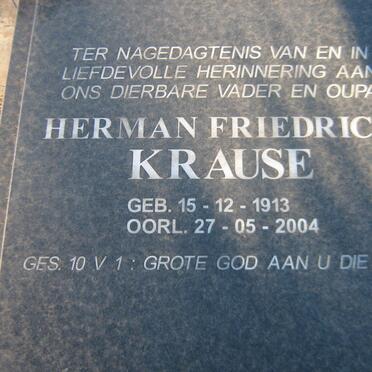 TER NAGEDAGTENIS VAN EN IN
LIEFDEVOLLE HERINNERING AAN
ONS DIERBARE VADER EN OUPA
HERMAN FRIEDRIC
KRAUSE
GEB. 15 - 12 - 1913
OORL. 27 - 05 - 2004
GES. 10 V 1 : GROTE GOD AAN U DIE